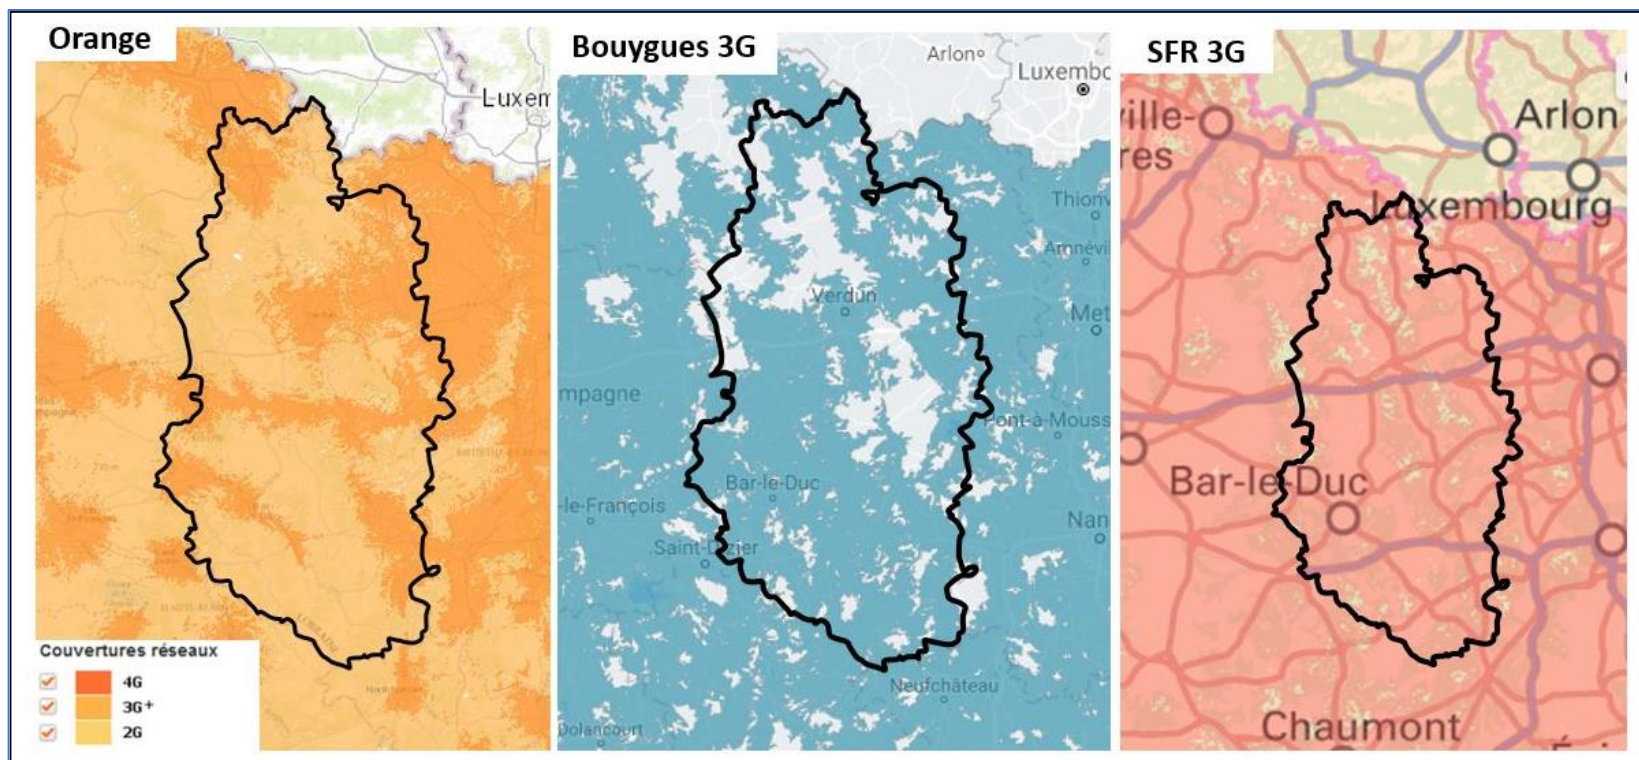 Orange
Luxem
Couvertures réseaux
4G
3G+
2G
Bouygues 3G
Arlon
Luxembo
Thionv
Amnévil
Verdun
Met
mpagne
Pont-à-Mouss
Bar-le-Duc
-le-François
Nan
Saint-Dizier
Neufchâteau
Dolancourt
SFR 3G
ville-
res
Arlon
Luxembourg
Bar-le-Duc
Chaumont